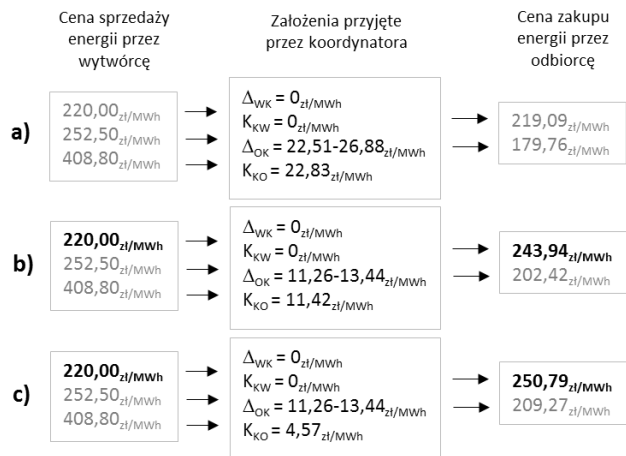 Cena sprzedaży
energii przez
wytwórcę
Założenia przyjęte
przez koordynatora
Cena zakupu
energii przez
odbiorcę
a)
220,00zł/MWh
252,50zł/MWh
408,80zł/MWh
ΔWK = 0zł/MWh
KKW = 0zł/MWh
ΔOK = 22,51-26,88zł/MWh
KKO = 22,83zł/MWh
219,09zł/MWh
179,76zł/MWh
b)
220,00zł/MWh
252,50zł/MWh
408,80zł/MWh
ΔWK = 0zł/MWh
KKW = 0zł/MWh
ΔOK = 11,26-13,44zł/MWh
KKO = 11,42zł/MWh
243,94zł/MWh
202,42zł/MWh
c)
220,00zł/MWh
252,50zł/MWh
408,80zł/MWh
ΔWK = 0zł/MWh
KKW = 0zł/MWh
ΔOK = 11,26-13,44zł/MWh
KKO = 4,57zł/MWh
250,79zł/MWh
209,27zł/MWh